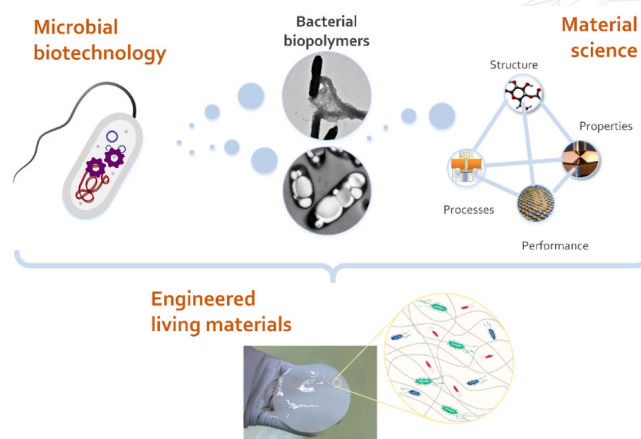 Microbial
biotechnology
Bacterial
biopolymers
Material
science
Structure
Properties
Processes
Performance
Engineered
living materials